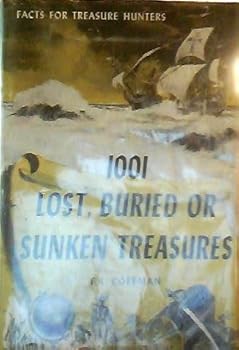 FACTS FOR TREASURE HUNTERS
1001
LOST, BURIED OR
SUNKEN TREASURES
COFFMAN